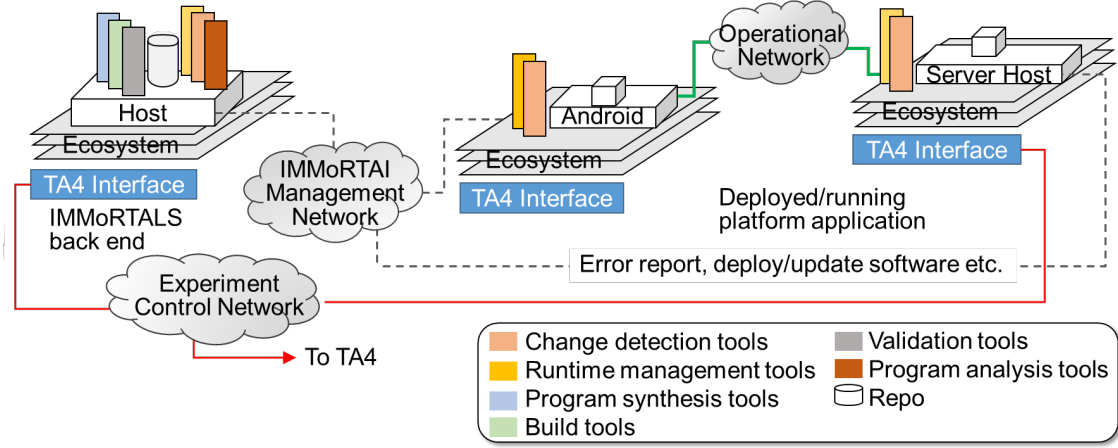 Operational
Network
Host
Ecosystem
TA4 Interface
IMMoRTALS
back end
IMMoRTAI
Management
Network
Android
Ecosystem
TA4 Interface
Server Host
Ecosystem
TA4 Interface
Deployed/running
platform application
Error report, deploy/update software etc.
Experiment
Control Network
To TA4
Change detection tools
Runtime management tools
Program synthesis tools
Build tools
Validation tools
Program analysis tools
Repo